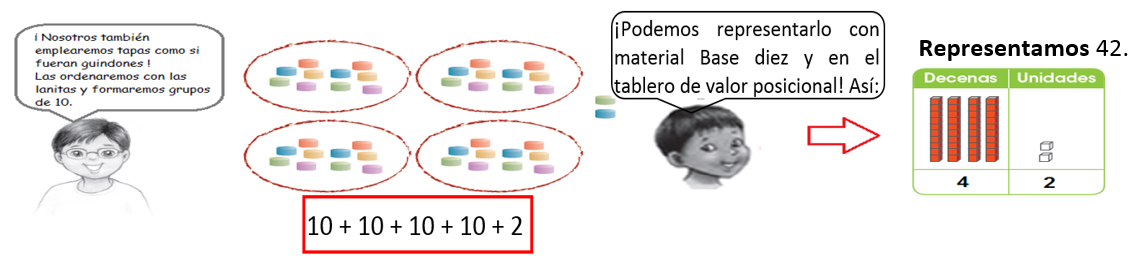 ¡ Nosotros también
emplearemos tapas como si
fueran guindones !
Las ordenaremos con las
lanitas y formaremos grupos
de 10.
10 + 10 + 10 + 10 + 2
¡Podemos representarlo con
material Base diez y en el
tablero de valor posicional! Así:
Representamos 42.
Decenas Unidades
4 2